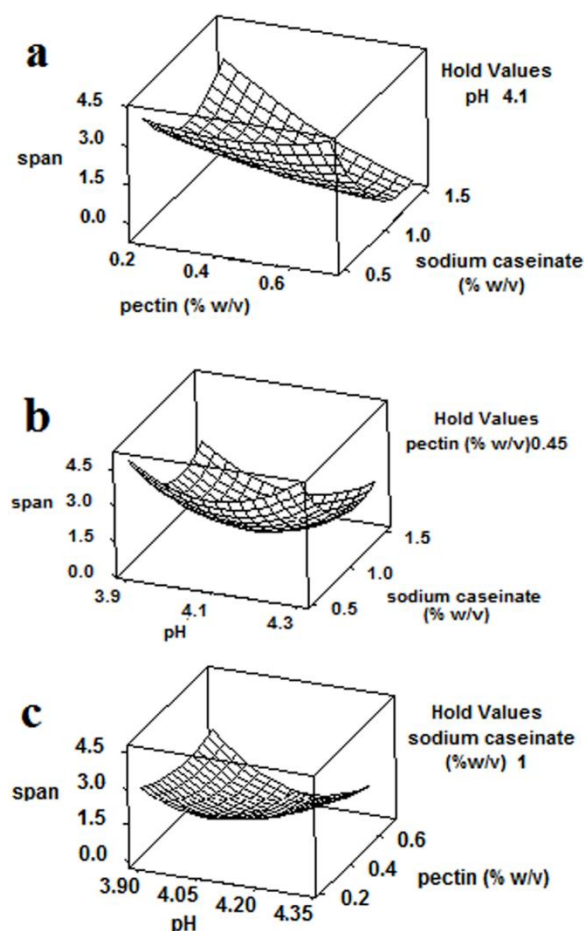 a
Hold Values
pH 4.1
4.5
3.0
span
1.5
0.0
0.2
0.4
0.6
pectin (% w/v)
0.5
1.0
1.5
sodium caseinate
(% w/v)
b
Hold Values
pectin (% w/v)0.45
4.5
span 3.0
1.5
0.0
3.9
4.1
4.3
pH
0.5
1.0
1.5
sodium caseinate
(% w/v)
c
Hold Values
sodium caseinate
(%w/v) 1
4.5
3.0
span
1.5
0.0
3.90
4.05
4.20
4.35
pH
0.2
0.4
0.6
pectin (% w/v)